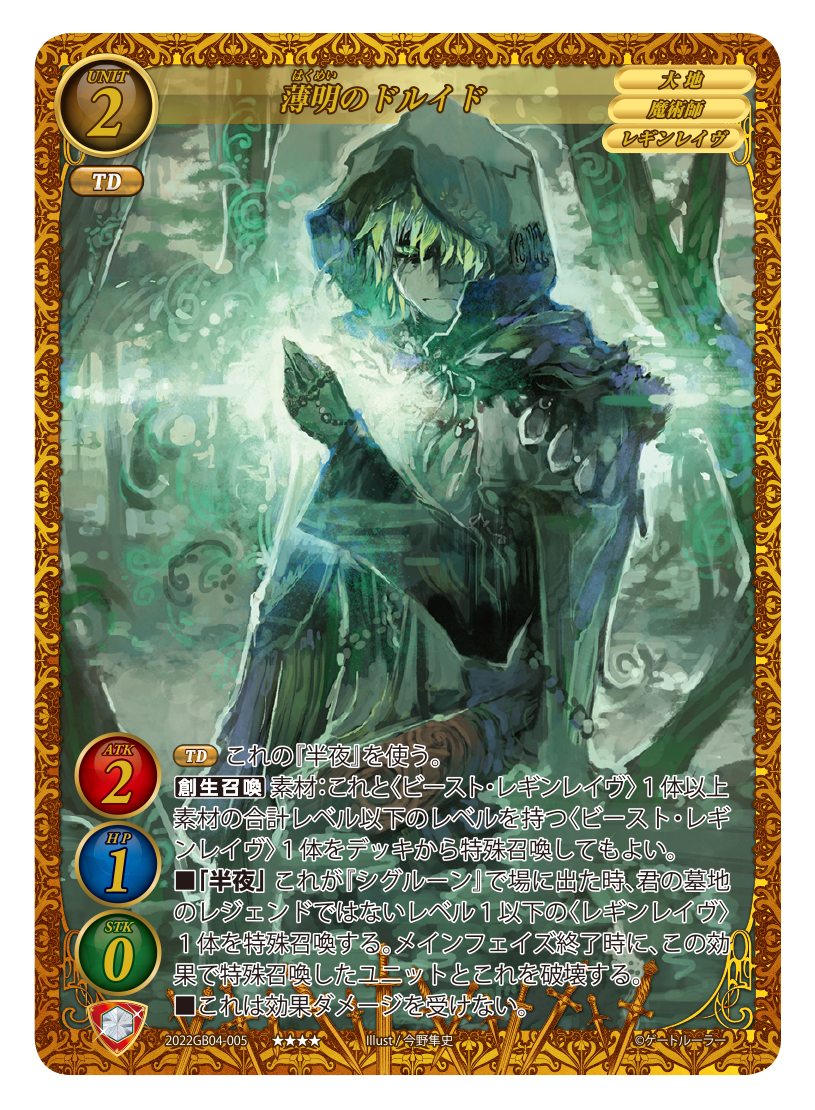 UNIT
2
TD
はくめい
薄明のドルイド
大地
魔術師
レギンレイヴ
ATK
2
HP
1
STK
0
TD これの『半夜』を使う。
創生召喚 素材：これと〈ビースト・レギンレイヴ〉１体以上
素材の合計レベル以下のレベルを持つ〈ビースト・レギ
ンレイヴ〉１体をデッキから特殊召喚してもよい。
■「半夜」 これが『シグルーン』で場に出た時、君の墓地
のレジェンドではないレベル１以下の〈レギンレイヴ〉
１体を特殊召喚する。メインフェイズ終了時に、この効
果で特殊召喚したユニットとこれを破壊する。
■これは効果ダメージを受けない。
2022GB04-005 ★★★★ Illust / 今野隼史 ©ゲートルーラー